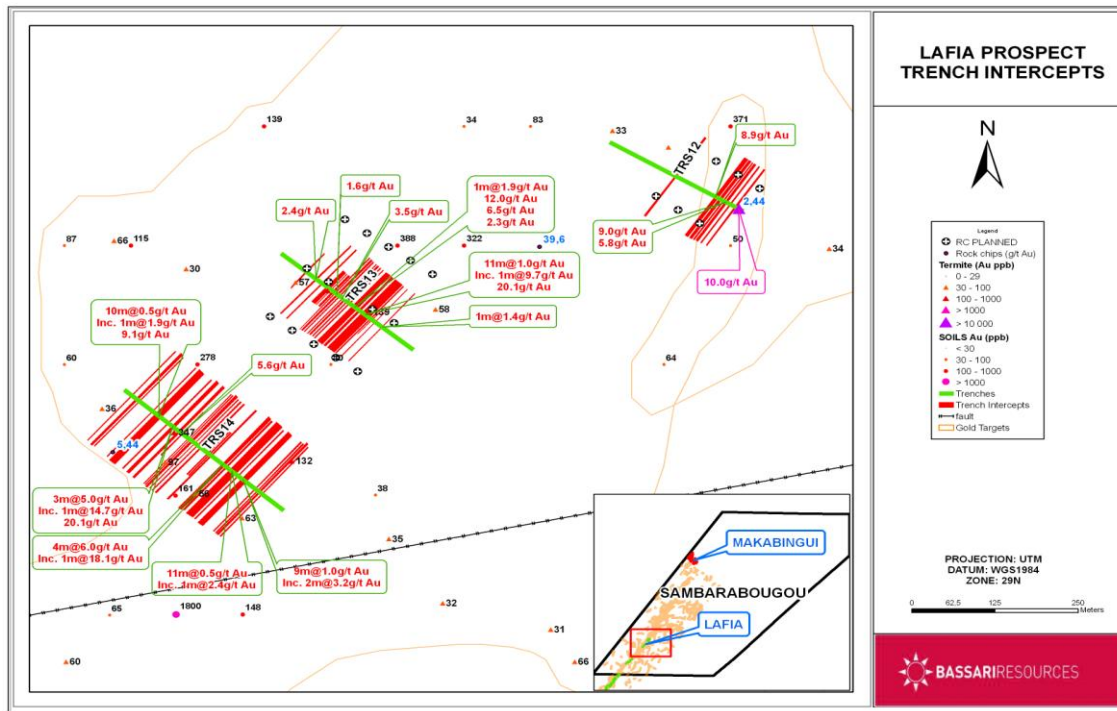 LAFIA PROSPECT
TRENCH INTERCEPTS
N
139
34
83
33
371
8.9g/t Au
TRS12
1.6g/t Au
1m@1.9g/t Au
12.0g/t Au
6.5g/t Au
2.3g/t Au
2.4g/t Au
3.5g/t Au
2,44
9.0g/t Au
5.8g/t Au
50
34
87
66
115
388
322
39,6
30
57
TRS13
11m@1.0g/t Au
Inc. 1m@9.7g/t Au
20.1g/t Au
10.0g/t Au
10m@0.5g/t Au
Inc. 1m@1.9g/t Au
9.1g/t Au
58
1m@1.4g/t Au
60
278
5.6g/t Au
64
36
TRS14
5,44
132
161
38
63
3m@5.0g/t Au
Inc. 1m@14.7g/t Au
20.1g/t Au
4m@6.0g/t Au
Inc. 1m@18.1g/t Au
35
11m@0.5g/t Au
Inc. 1m@2.4g/t Au
9m@1.0g/t Au
Inc. 2m@3.2g/t Au
65
1800
148
32
31
60
66
MAKABINGUI
SAMBARABOUGOU
LAFIA
Legend
RC PLANNED
Rock chips (g/t Au)
Termite (Au ppb)
0 - 29
30 - 100
100 - 1000
> 1000
> 10 000
SOILS Au (ppb)
< 30
30 - 100
100 - 1000
> 1000
Trenches
Trench Intercepts
fault
Gold Targets
PROJECTION: UTM
DATUM: WGS1984
ZONE: 29N
0 62.5 125 250
Meters
BASSARIRESOURCES